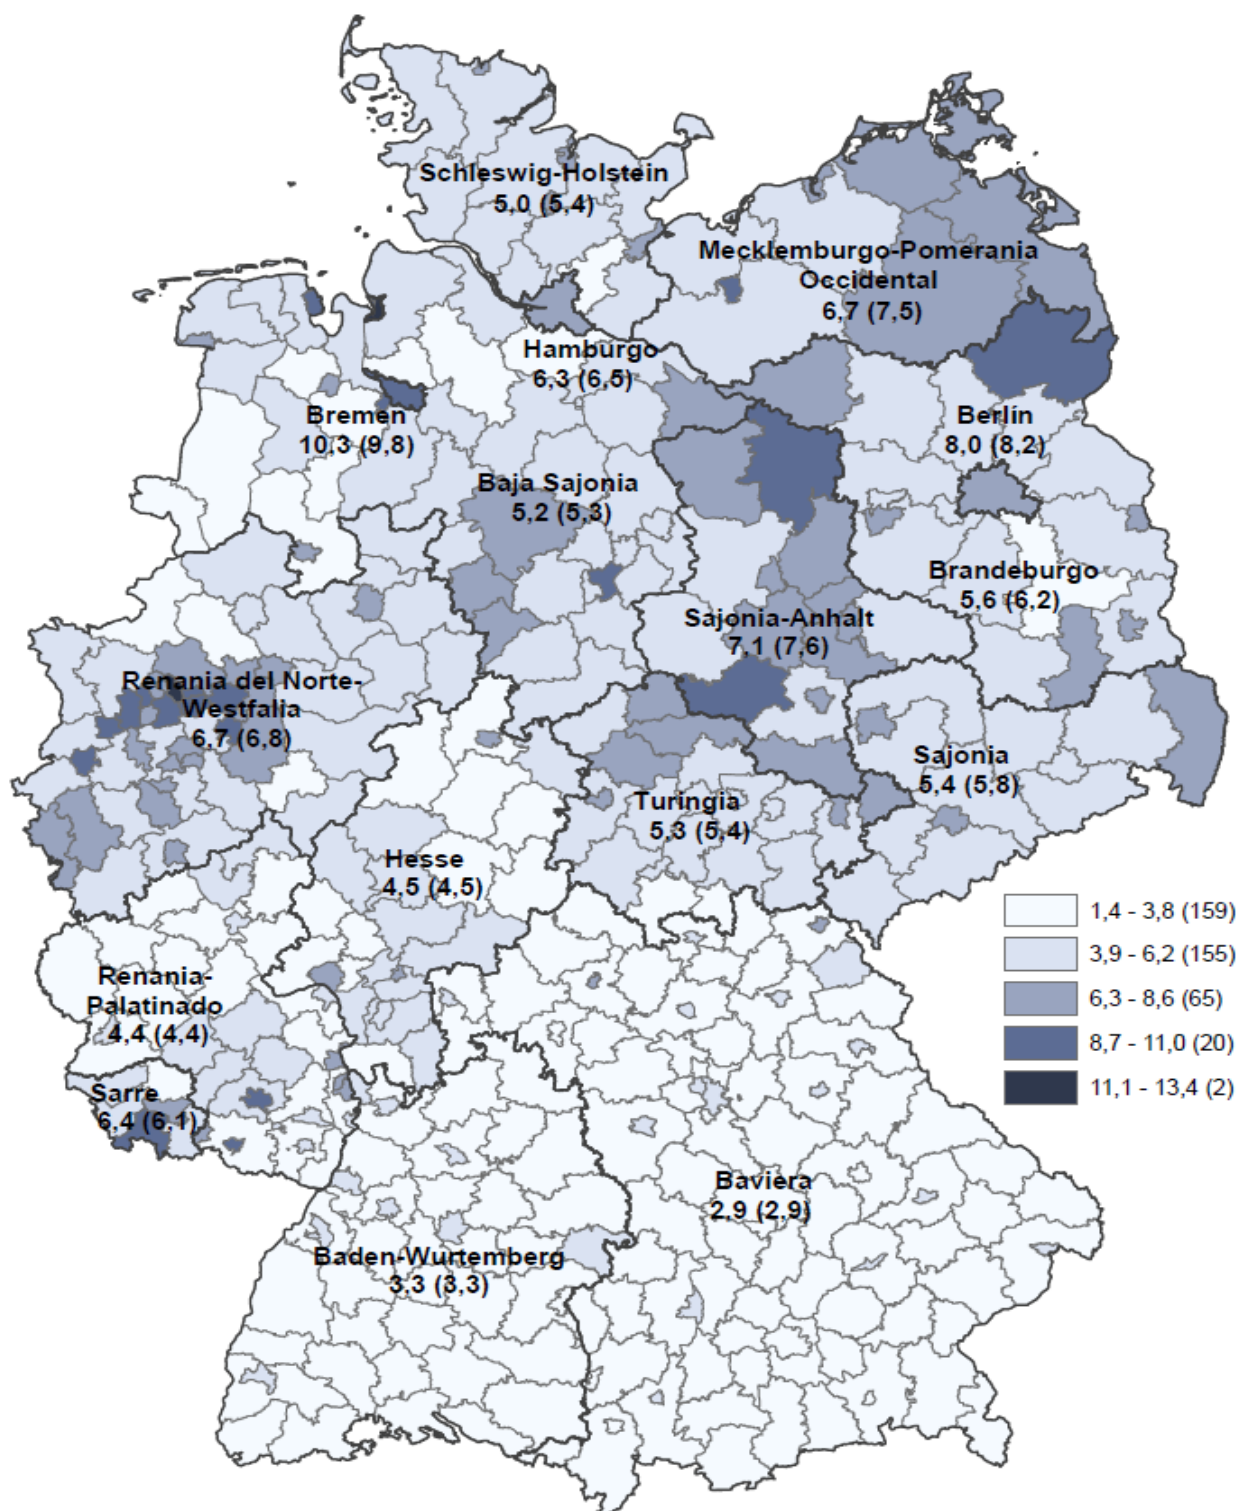 Schleswig-Holstein
5,0 (5,4)
Mecklemburgo-Pomerania
Occidental
6,7 (7,5)
Hamburgo
6,3 (6,5)
Bremen
10,3 (9,8)
Berlín
8,0 (8,2)
Baja Sajonia
5,2 (5,3)
Brandeburgo
5,6 (6,2)
Sajonia-Anhalt
7,1 (7,6)
Renania del Norte-
Westfalia
6,7 (6,8)
Sajonia
5,4 (5,8)
Turingia
5,3 (5,4)
Hesse
4,5 (4,5)
Renania-
Palatinado
4,4 (4,4)
Sarre
6,4 (6,1)
Baviera
2,9 (2,9)
Baden-Wurtemberg
3,3 (3,3)
1,4 - 3,8 (159)
3,9 - 6,2 (155)
6,3 - 8,6 (65)
8,7 - 11,0 (20)
11,1 - 13,4 (2)